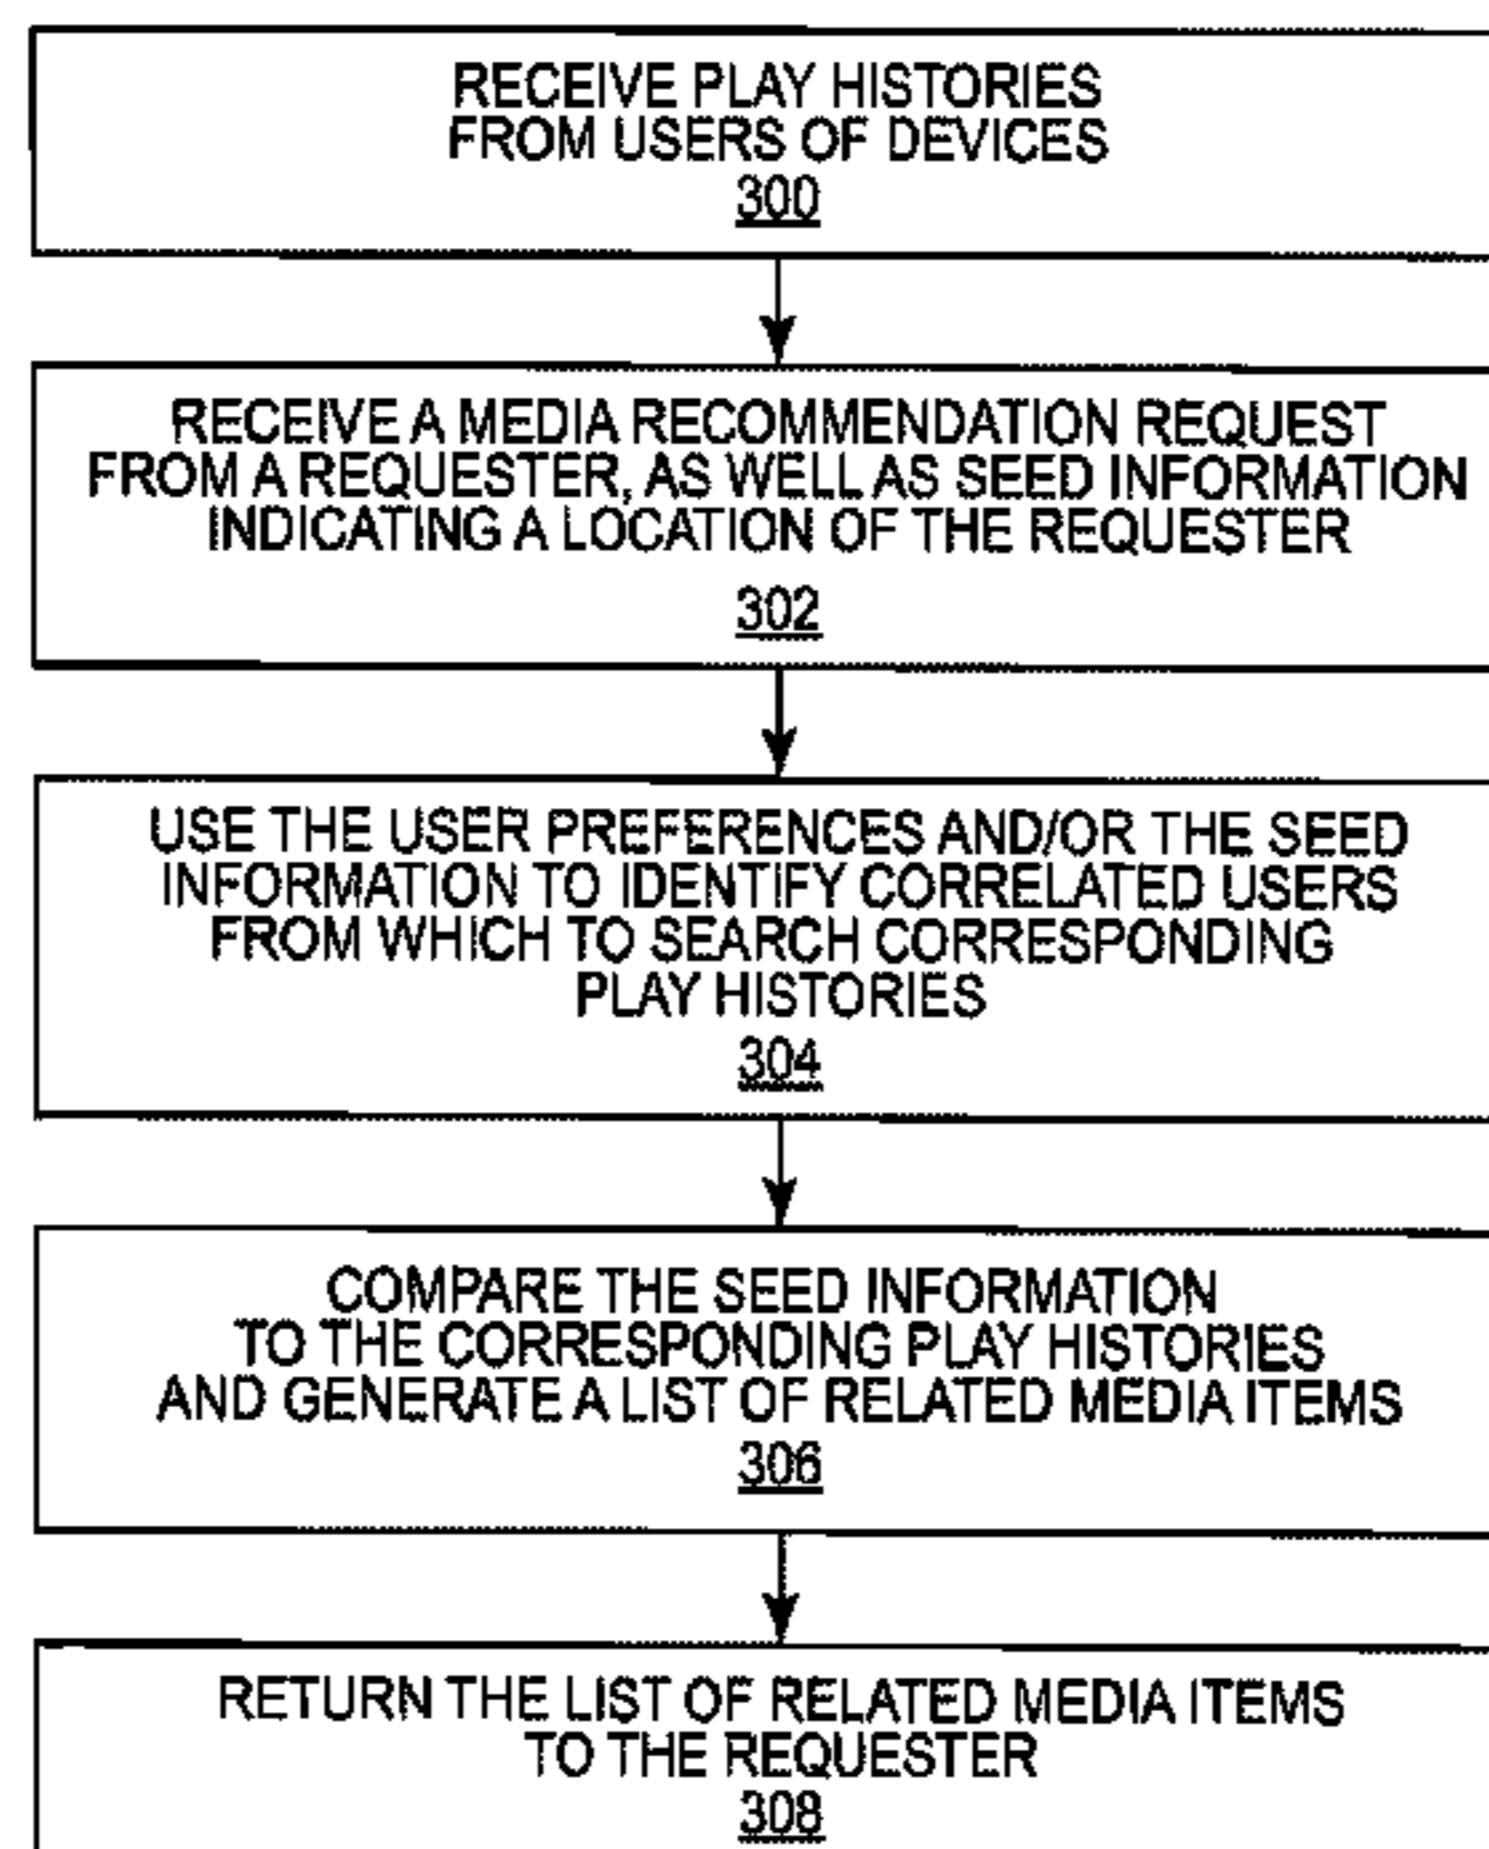 RECEIVE PLAY HISTORIES
FROM USERS OF DEVICES
300
RECEIVE A MEDIA RECOMMENDATION REQUEST
FROM A REQUESTER, AS WELL AS SEED INFORMATION
INDICATING A LOCATION OF THE REQUESTER
302
USE THE USER PREFERENCES AND/OR THE SEED
INFORMATION TO IDENTIFY CORRELATED USERS
FROM WHICH TO SEARCH CORRESPONDING
PLAY HISTORIES
304
COMPARE THE SEED INFORMATION
TO THE CORRESPONDING PLAY HISTORIES
AND GENERATE A LIST OF RELATED MEDIA ITEMS
306
RETURN THE LIST OF RELATED MEDIA ITEMS
TO THE REQUESTER
308